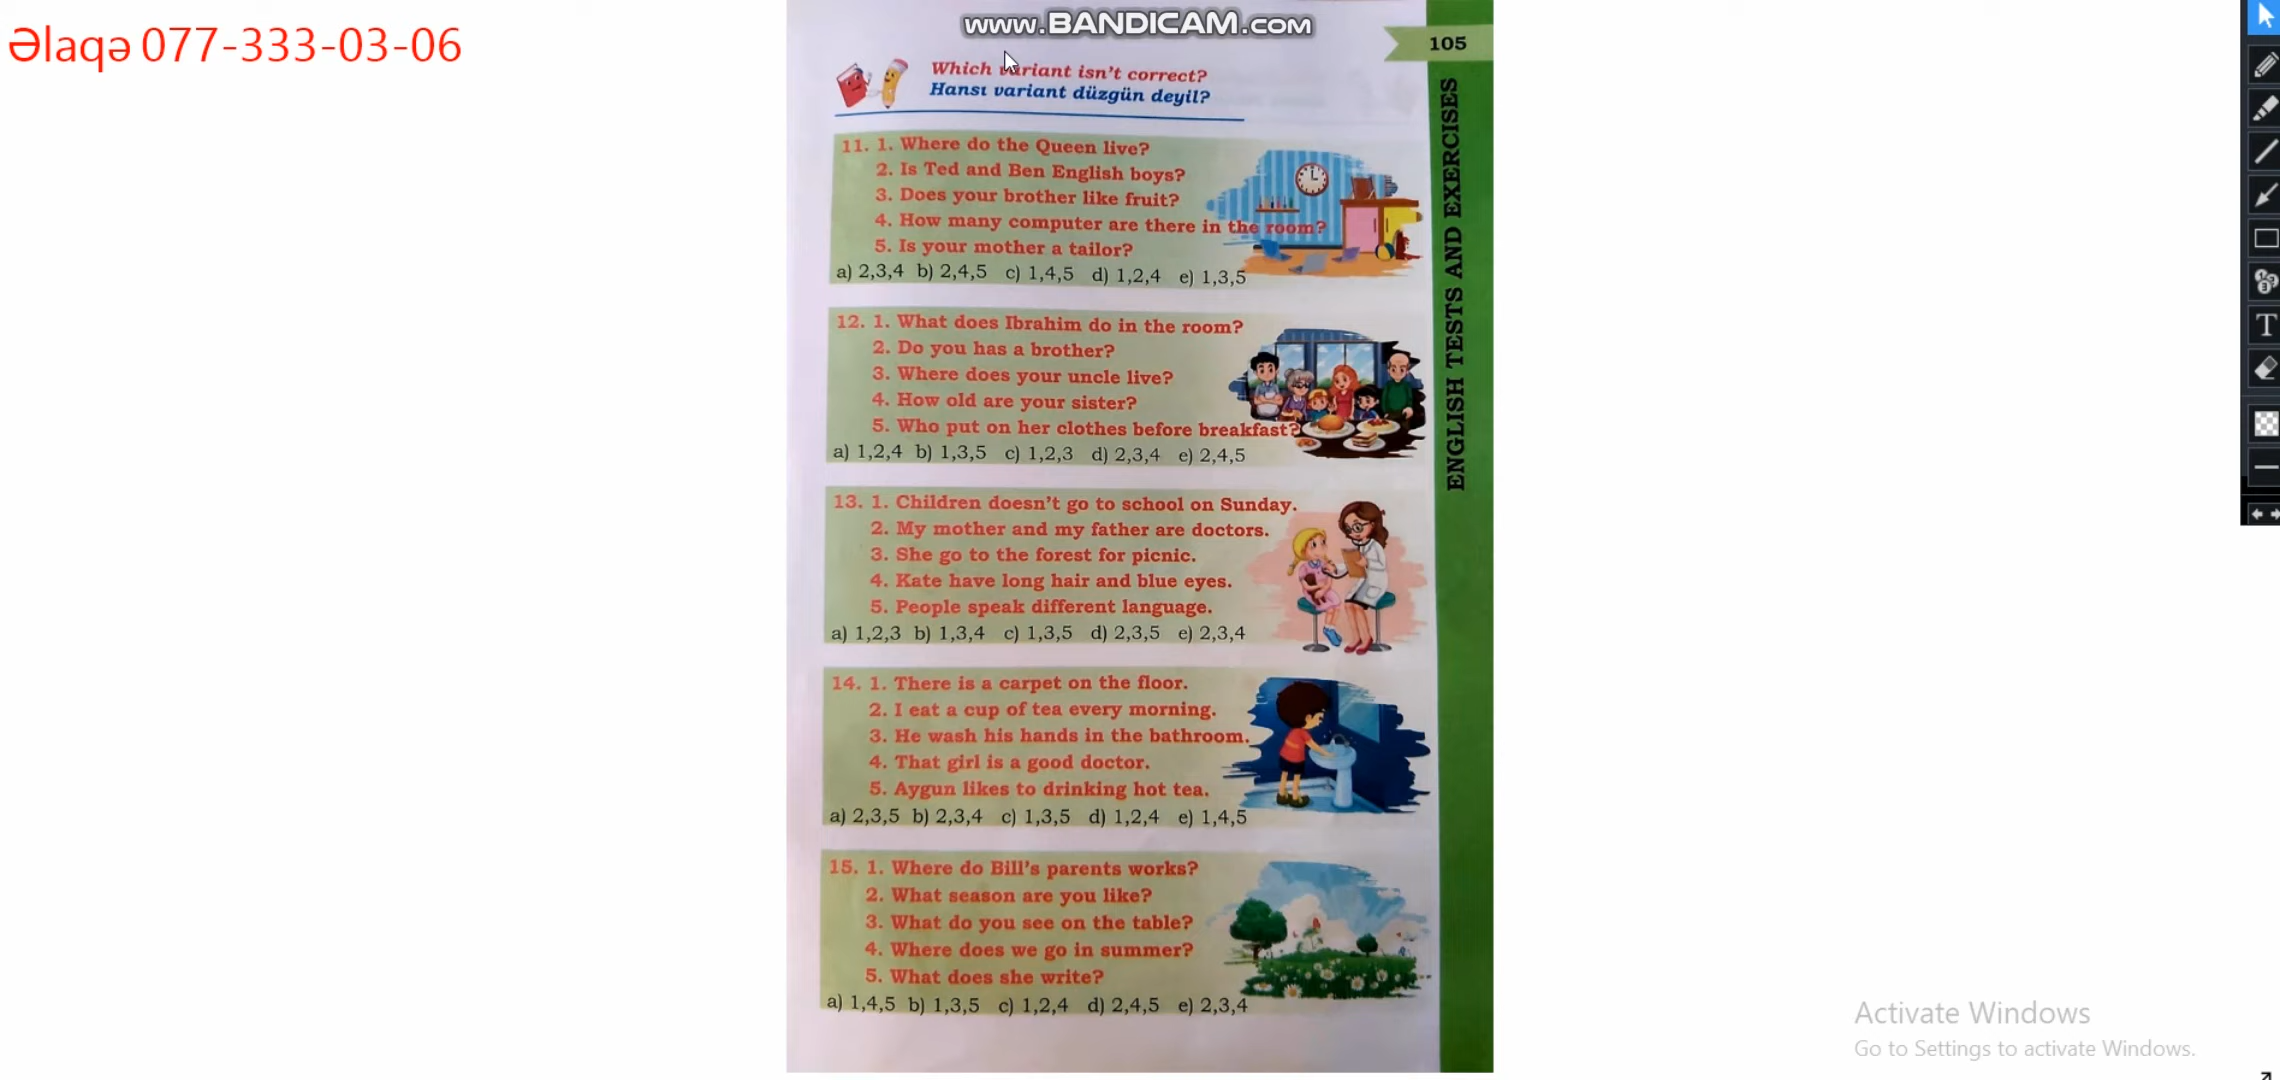 Əlaqə 077-333-03-06
www.BANDICAM.com
105
Which variant isn't correct?
Hansı variant düzgün deyil?
11. 1. Where do the Queen live?
2. Is Ted and Ben English boys?
3. Does your brother like fruit?
4. How many computer are there in the room?
5. Is your mother a tailor?
a) 2,3,4 b) 2,4,5 c) 1,4,5 d) 1,2,4 e) 1,3,5
12. 1. What does Ibrahim do in the room?
2. Do you has a brother?
3. Where does your uncle live?
4. How old are your sister?
5. Who put on her clothes before breakfast?
a) 1,2,4 b) 1,3,5 c) 1,2,3 d) 2,3,4 e) 2,4,5
13. 1. Children doesn't go to school on Sunday.
2. My mother and my father are doctors.
3. She go to the forest for picnic.
4. Kate have long hair and blue eyes.
5. People speak different language.
a) 1,2,3 b) 1,3,4 c) 1,3,5 d) 2,3,5 e) 2,3,4
14. 1. There is a carpet on the floor.
2. I eat a cup of tea every morning.
3. He wash his hands in the bathroom.
4. That girl is a good doctor.
5. Aygun likes to drinking hot tea.
a) 2,3,5 b) 2,3,4 c) 1,3,5 d) 1,2,4 e) 1,4,5
15. 1. Where do Bill's parents works?
2. What season are you like?
3. What do you see on the table?
4. Where does we go in summer?
5. What does she write?
a) 1,4,5 b) 1,3,5 c) 1,2,4 d) 2,4,5 e) 2,3,4
ENGLISH TESTS AND EXERCISES
T
Activate Windows
Go to Settings to activate Windows.